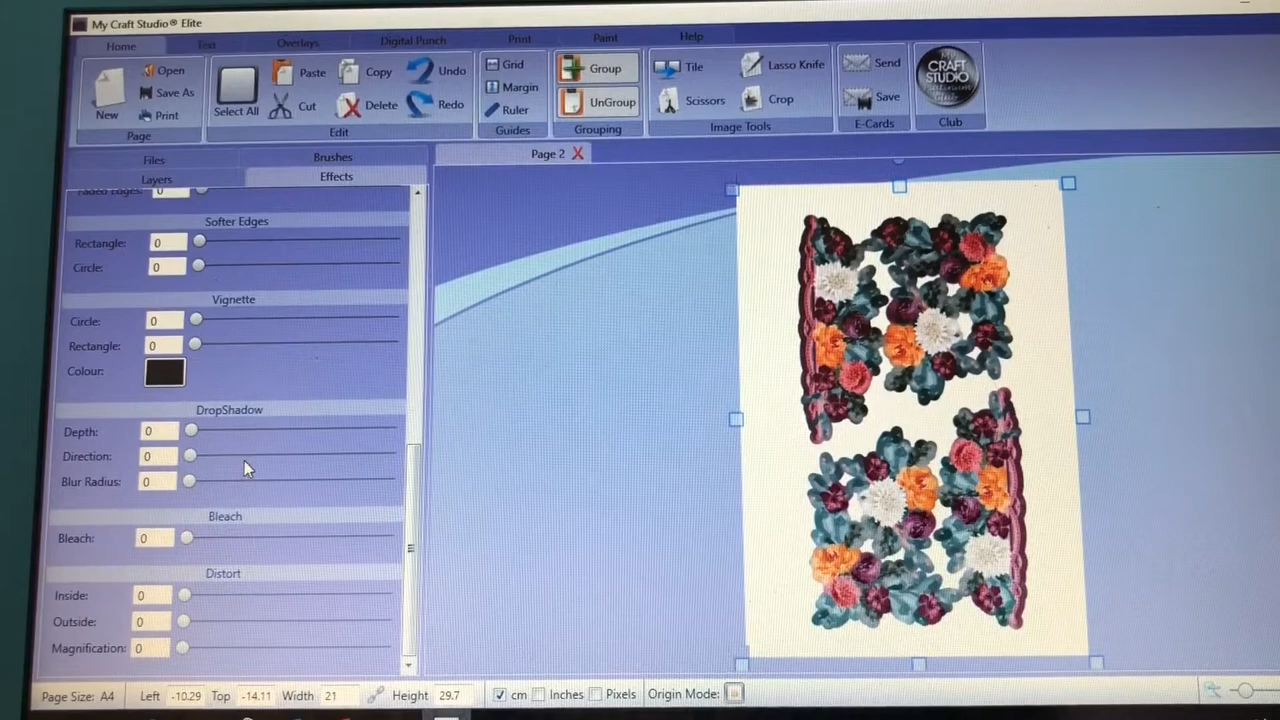 My Craft Studio® Elite
Home Text Overlays Digital Punch Print Paint Help
New
Open
Save As
Print
Page
Select All
Paste
Copy
Undo
Cut
Delete
Redo
Edit
Grid
Margin
Ruler
Guides
Group
UnGroup
Grouping
Tile
Lasso Knife
Scissors
Crop
Image Tools
Send
Save
E-Cards
MY
CRAFT
STUDIO
Club
Files Brushes
Layers Effects
Page 2
Faded Edges: 0
Softer Edges
Rectangle: 0
Circle: 0
Vignette
Circle: 0
Rectangle: 0
Colour:
DropShadow
Depth: 0
Direction: 0
Blur Radius: 0
Bleach
Bleach: 0
Distort
Inside: 0
Outside: 0
Magnification: 0
Page Size: A4 Left -10.29 Top -14.11 Width 21 Height 29.7 cm Inches Pixels Origin Mode: